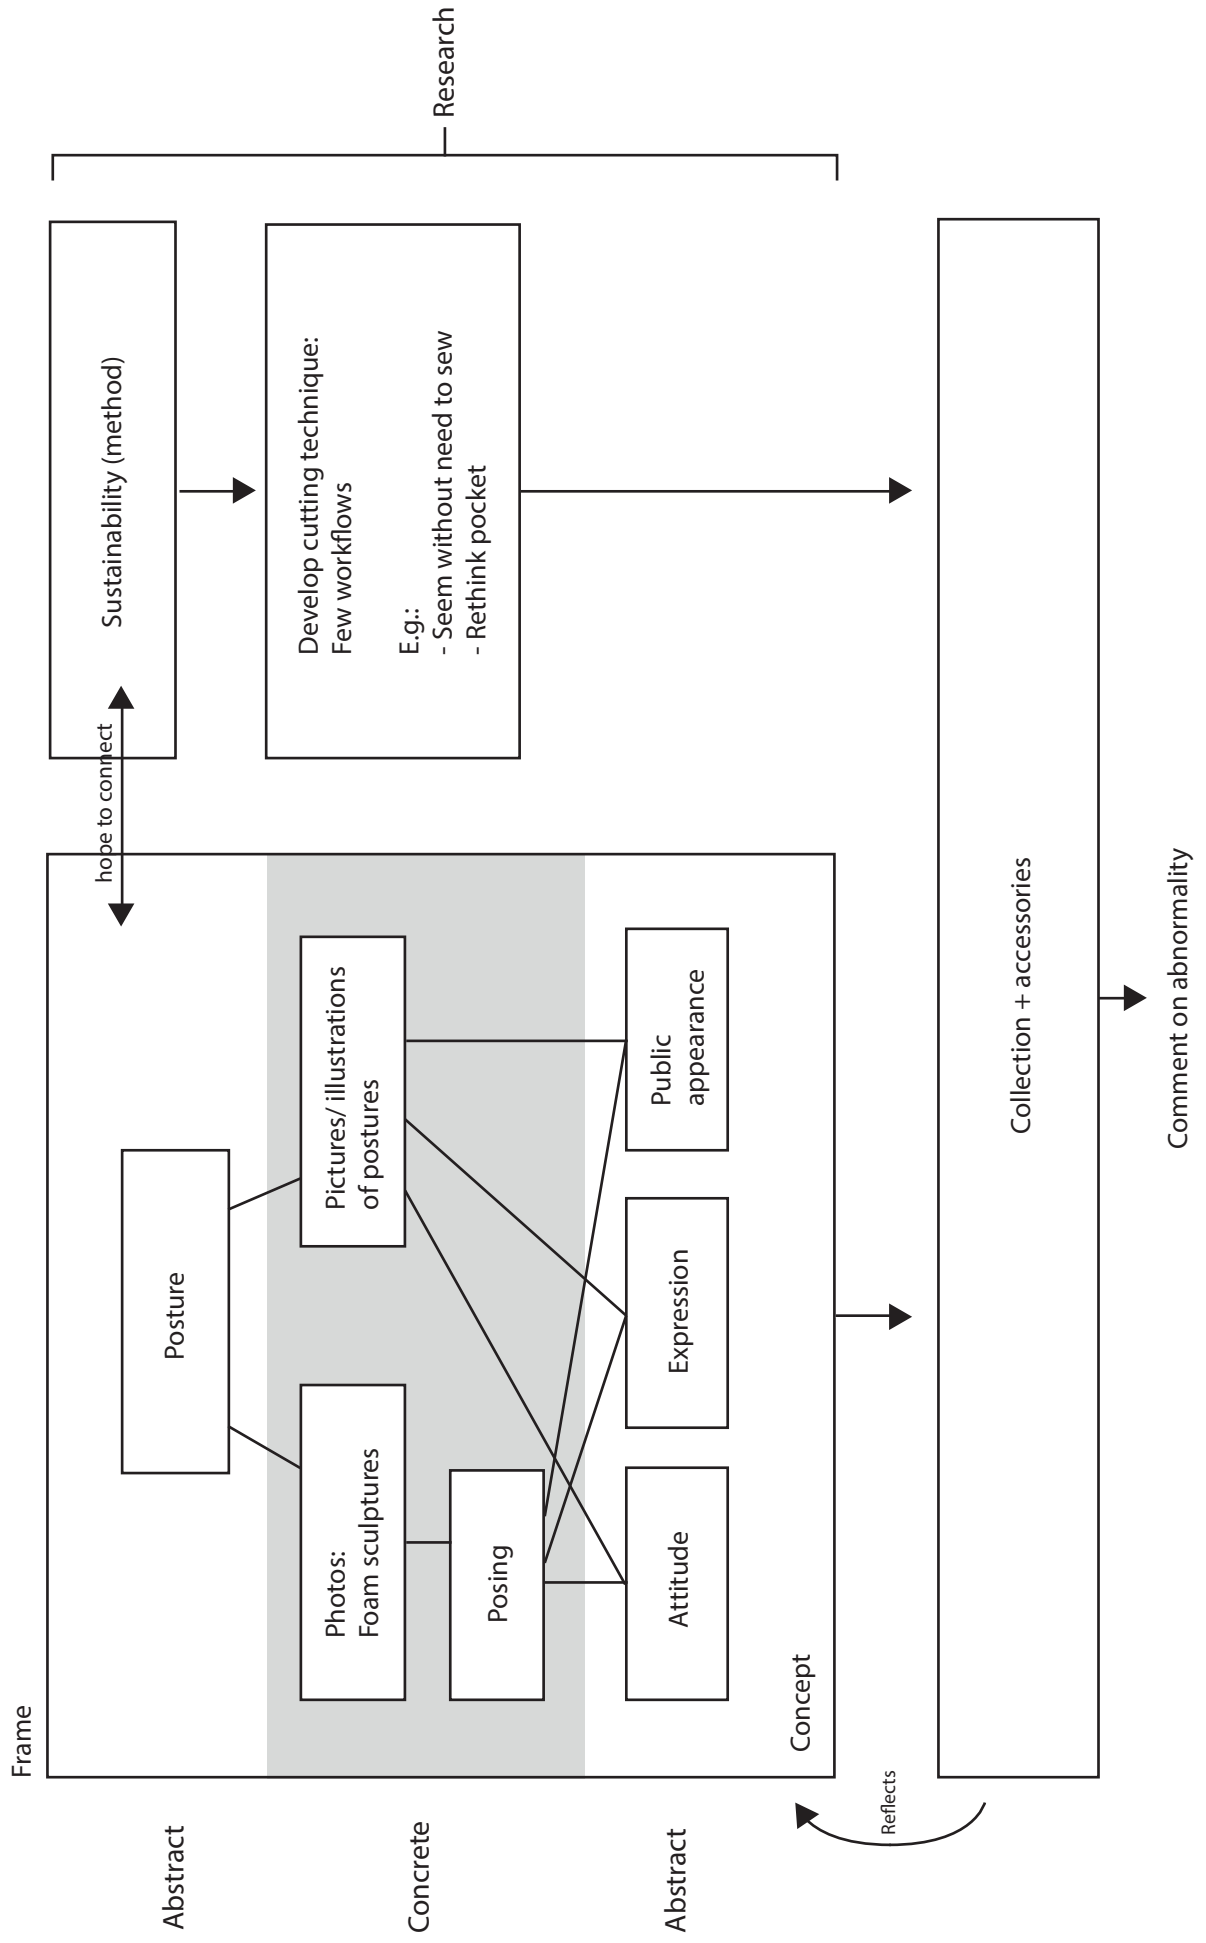 Frame
Abstract
Concrete
Abstract
Posture
Photos:
Foam sculptures
Pictures/ illustrations
of postures
Posing
Attitude
Expression
Public
appearance
Concept
hope to connect
Sustainability (method)
Develop cutting technique:
Few workflows
E.g.:
- Seem without need to sew
- Rethink pocket
Research
Reflects
Collection + accessories
Comment on abnormality